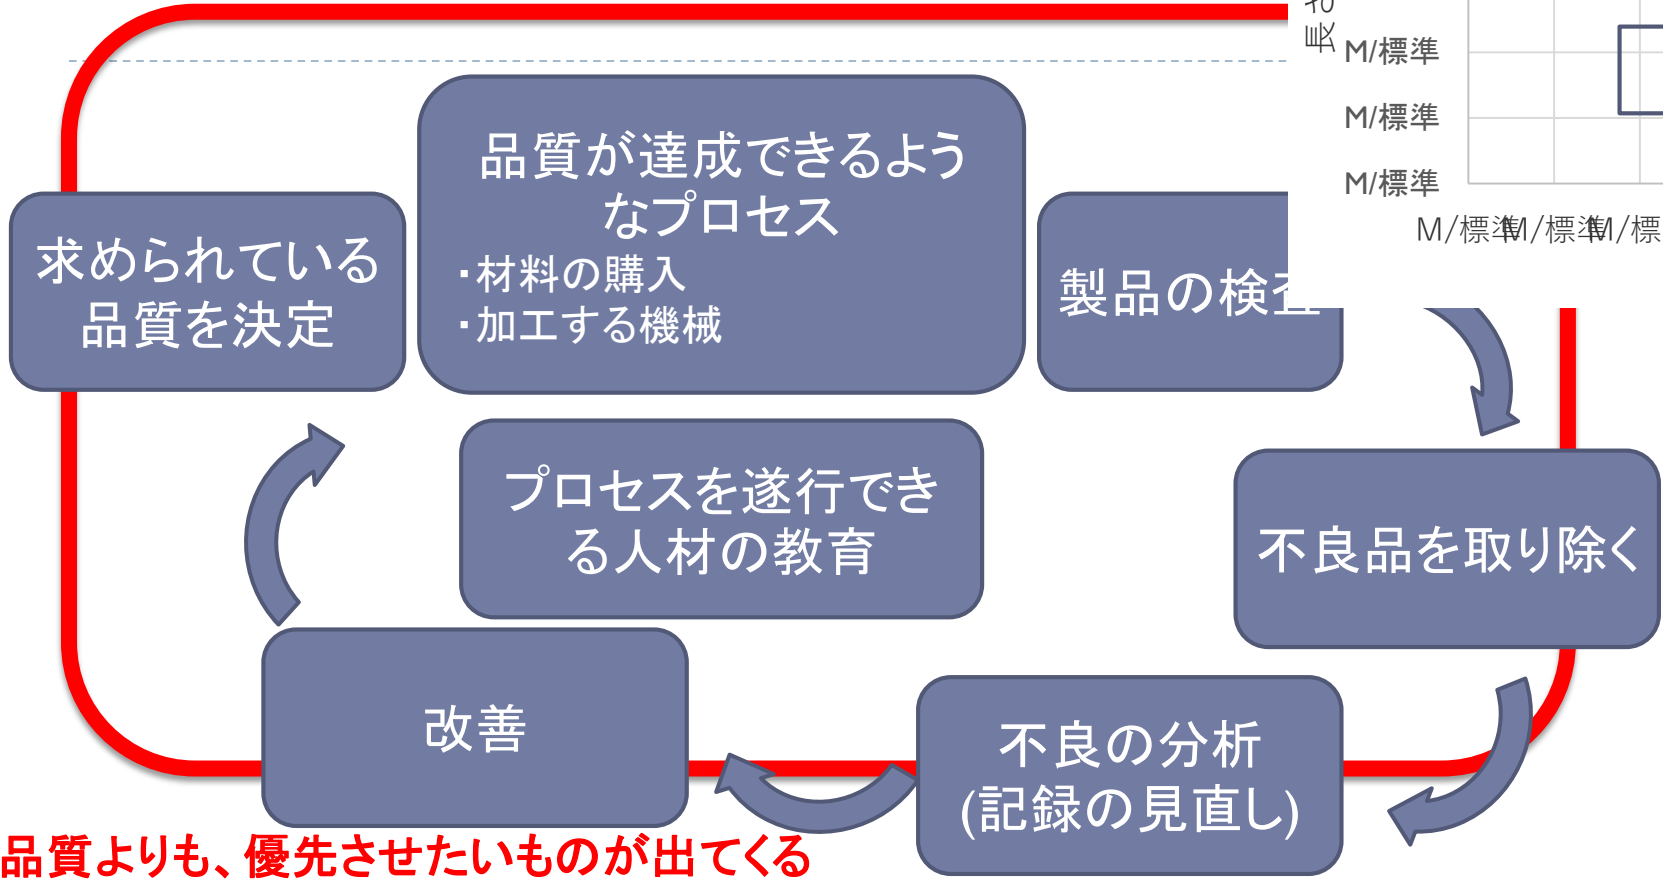 品質が達成できるよう
なプロセス
・材料の購入
・加工する機械
求められている
品質を決定
製品の検査
プロセスを遂行でき
る人材の教育
不良品を取り除く
改善
不良の分析
(記録の見直し)
品質よりも、優先させたいものが出てくる
長
M/標準
M/標準
M/標準
M/標準
M/標準
M/標